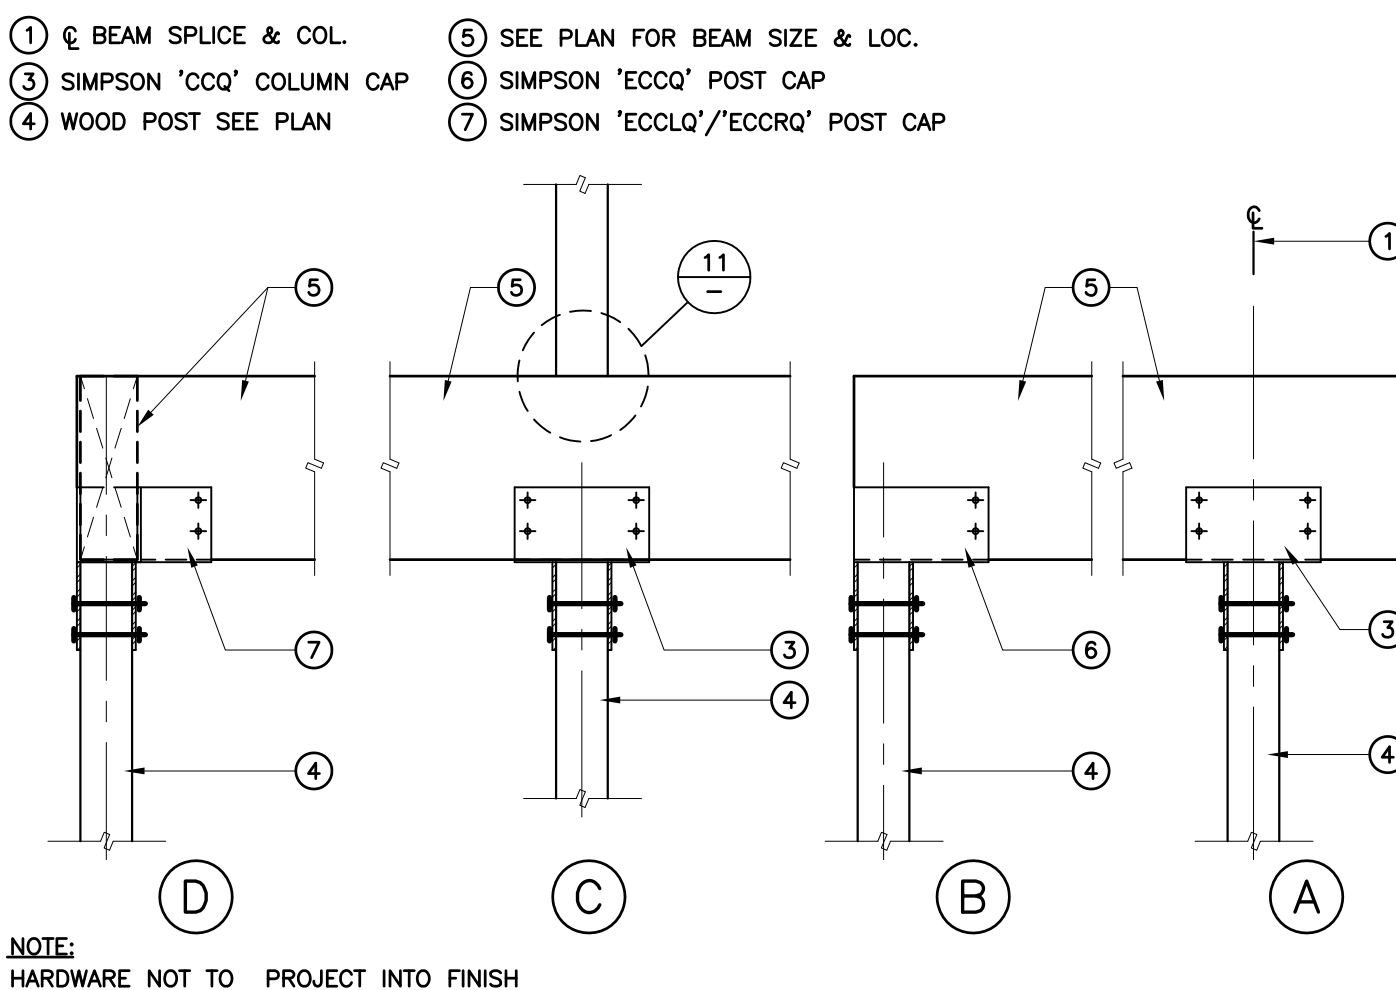 1 ℄ BEAM SPLICE & COL.
3 SIMPSON 'CCQ' COLUMN CAP
4 WOOD POST SEE PLAN
5 SEE PLAN FOR BEAM SIZE & LOC.
6 SIMPSON 'ECCQ' POST CAP
7 SIMPSON 'ECCLQ'/'ECCRQ' POST CAP
℄
1
11
–
5
5
5
7
3
6
3
4
4
4
4
D
C
B
A
NOTE:
HARDWARE NOT TO PROJECT INTO FINISH